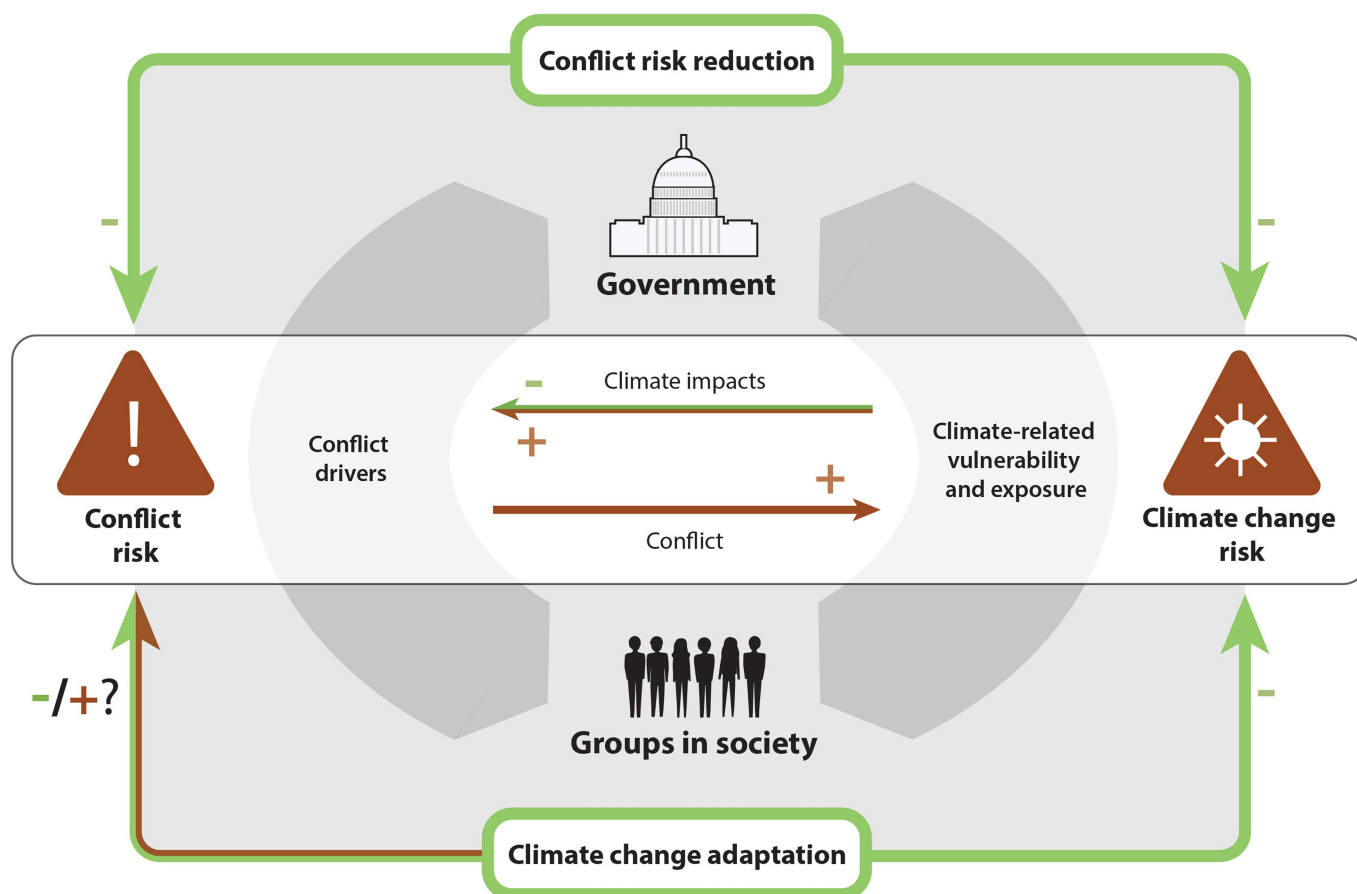 Conflict risk reduction
-
-
Government
-
Climate impacts
+
+
Conflict
Conflict
drivers
Climate-related
vulnerability
and exposure
!
Conflict
risk
Climate change
risk
-/+?
-
Groups in society
Climate change adaptation